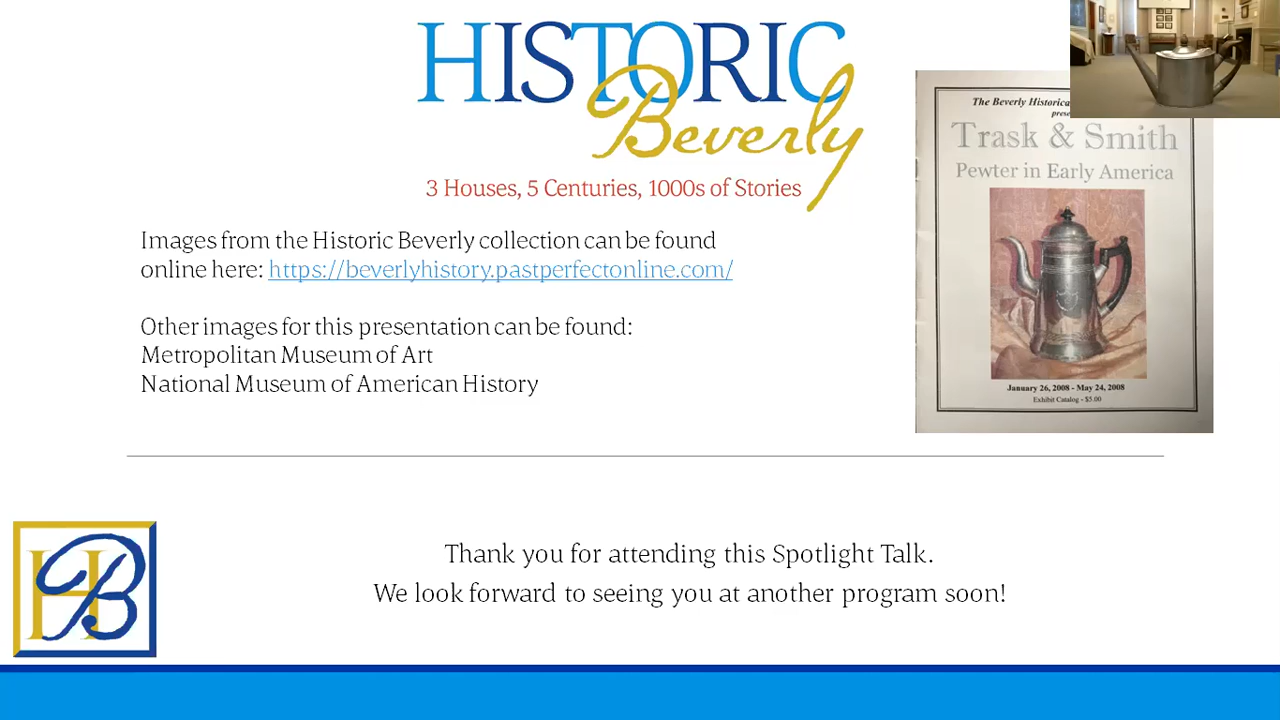 HISTORIC
Beverly
3 Houses, 5 Centuries, 1000s of Stories
Images from the Historic Beverly collection can be found
online here: https://beverlyhistory.pastperfectonline.com/
Other images for this presentation can be found:
Metropolitan Museum of Art
National Museum of American History
The Beverly
Trask & Smith
Pewter in Early America
January 26, 2008 - May 24, 2008
Exhibit Catalog - $5.00
HB
Thank you for attending this Spotlight Talk.
We look forward to seeing you at another program soon!